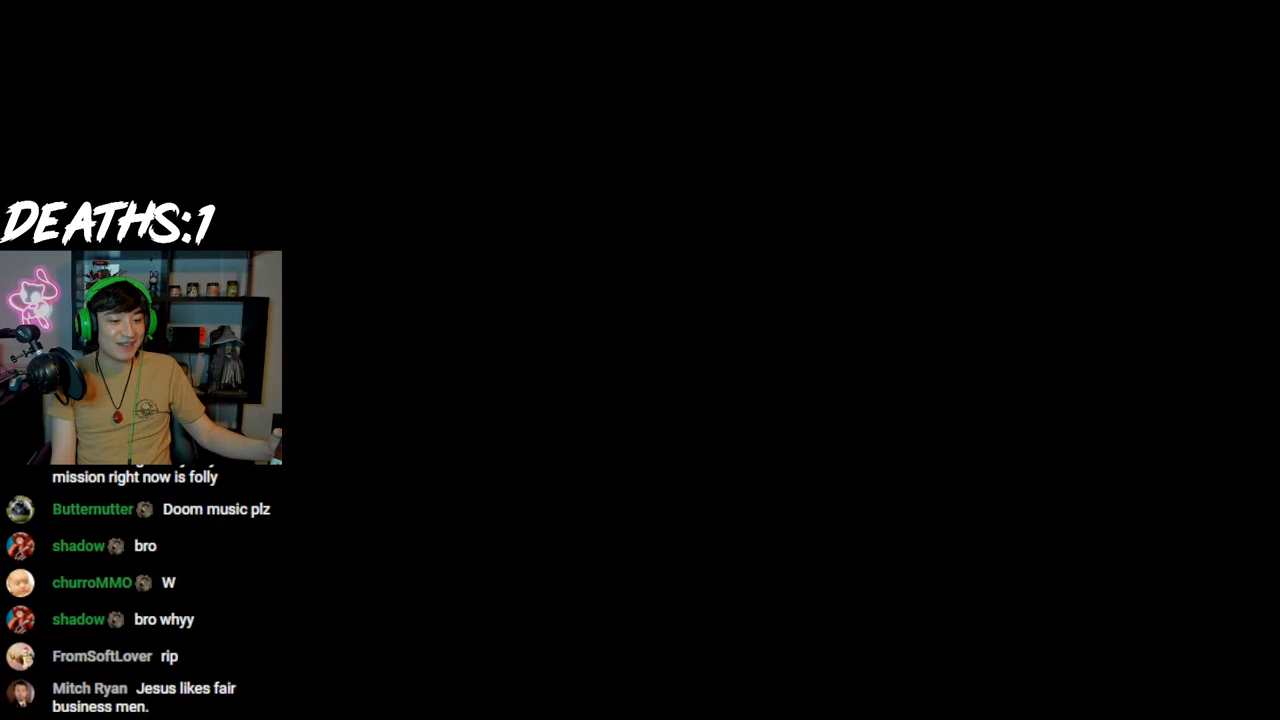 DEATHS:1
mission right now is folly
Butternutter Doom music plz
shadow bro
churroMMO W
shadow bro whyy
FromSoftLover rip
Mitch Ryan Jesus likes fair
business men.